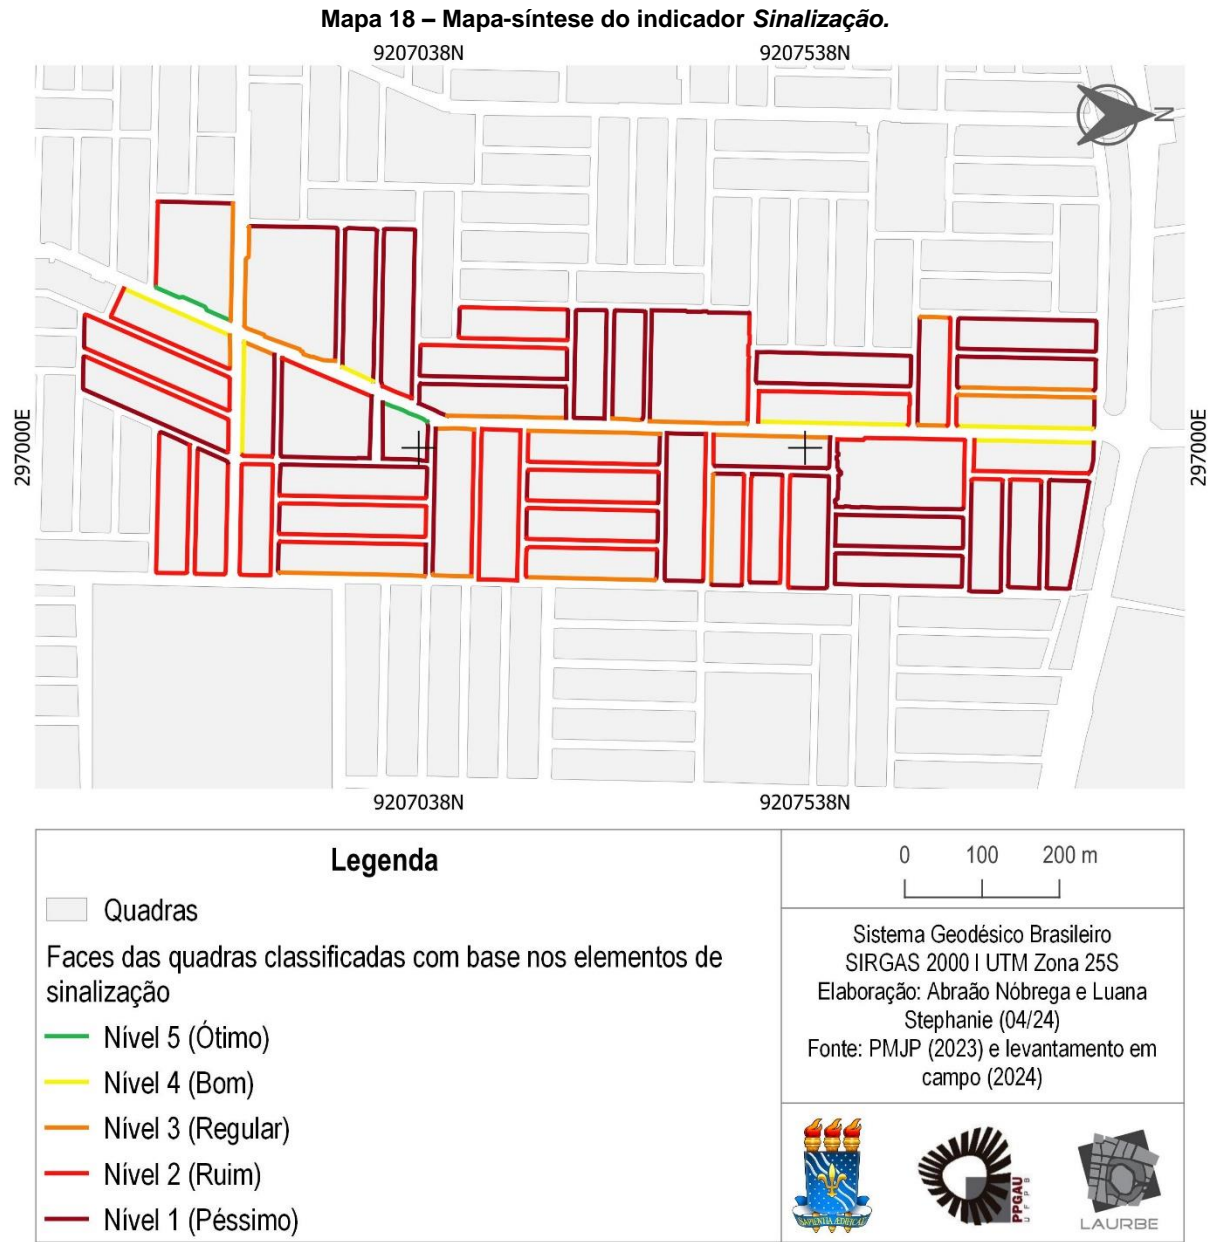 Mapa 18 – Mapa-síntese do indicador Sinalização.
9207038N 9207538N
N
297000E 297000E
9207038N 9207538N
Legenda
Quadras
Faces das quadras classificadas com base nos elementos de
sinalização
Nível 5 (Ótimo)
Nível 4 (Bom)
Nível 3 (Regular)
Nível 2 (Ruim)
Nível 1 (Péssimo)
0 100 200 m
Sistema Geodésico Brasileiro
SIRGAS 2000 I UTM Zona 25S
Elaboração: Abraão Nóbrega e Luana
Stephanie (04/24)
Fonte: PMJP (2023) e levantamento em
campo (2024)
SAPIENTIA ÆDIFICAT
PPGAU
UFPB
LAURBE